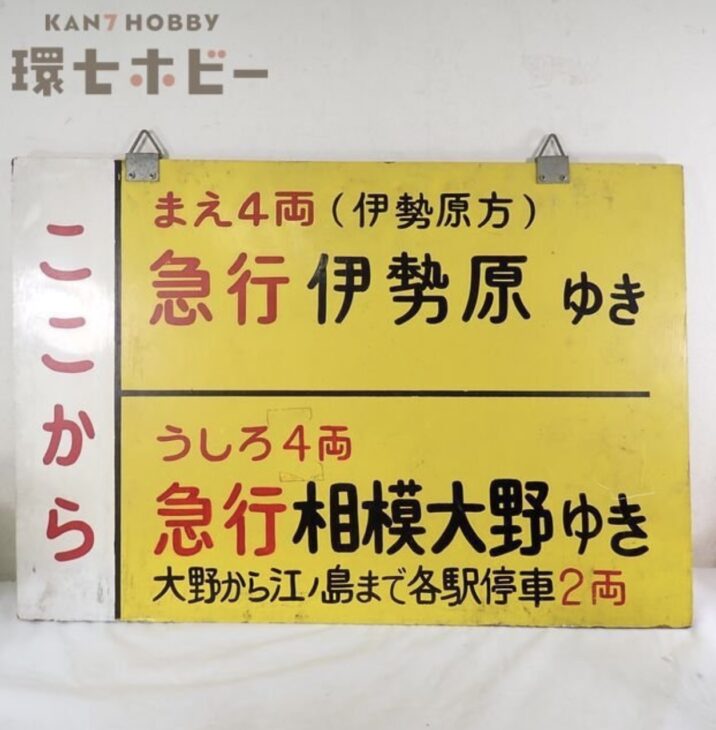 KAN7HOBBY
環七ホビー
ここから
まえ4両(伊勢原方)
急行伊勢原 ゆき
うしろ4両
急行相模大野ゆき
大野から江ノ島まで各駅停車2両